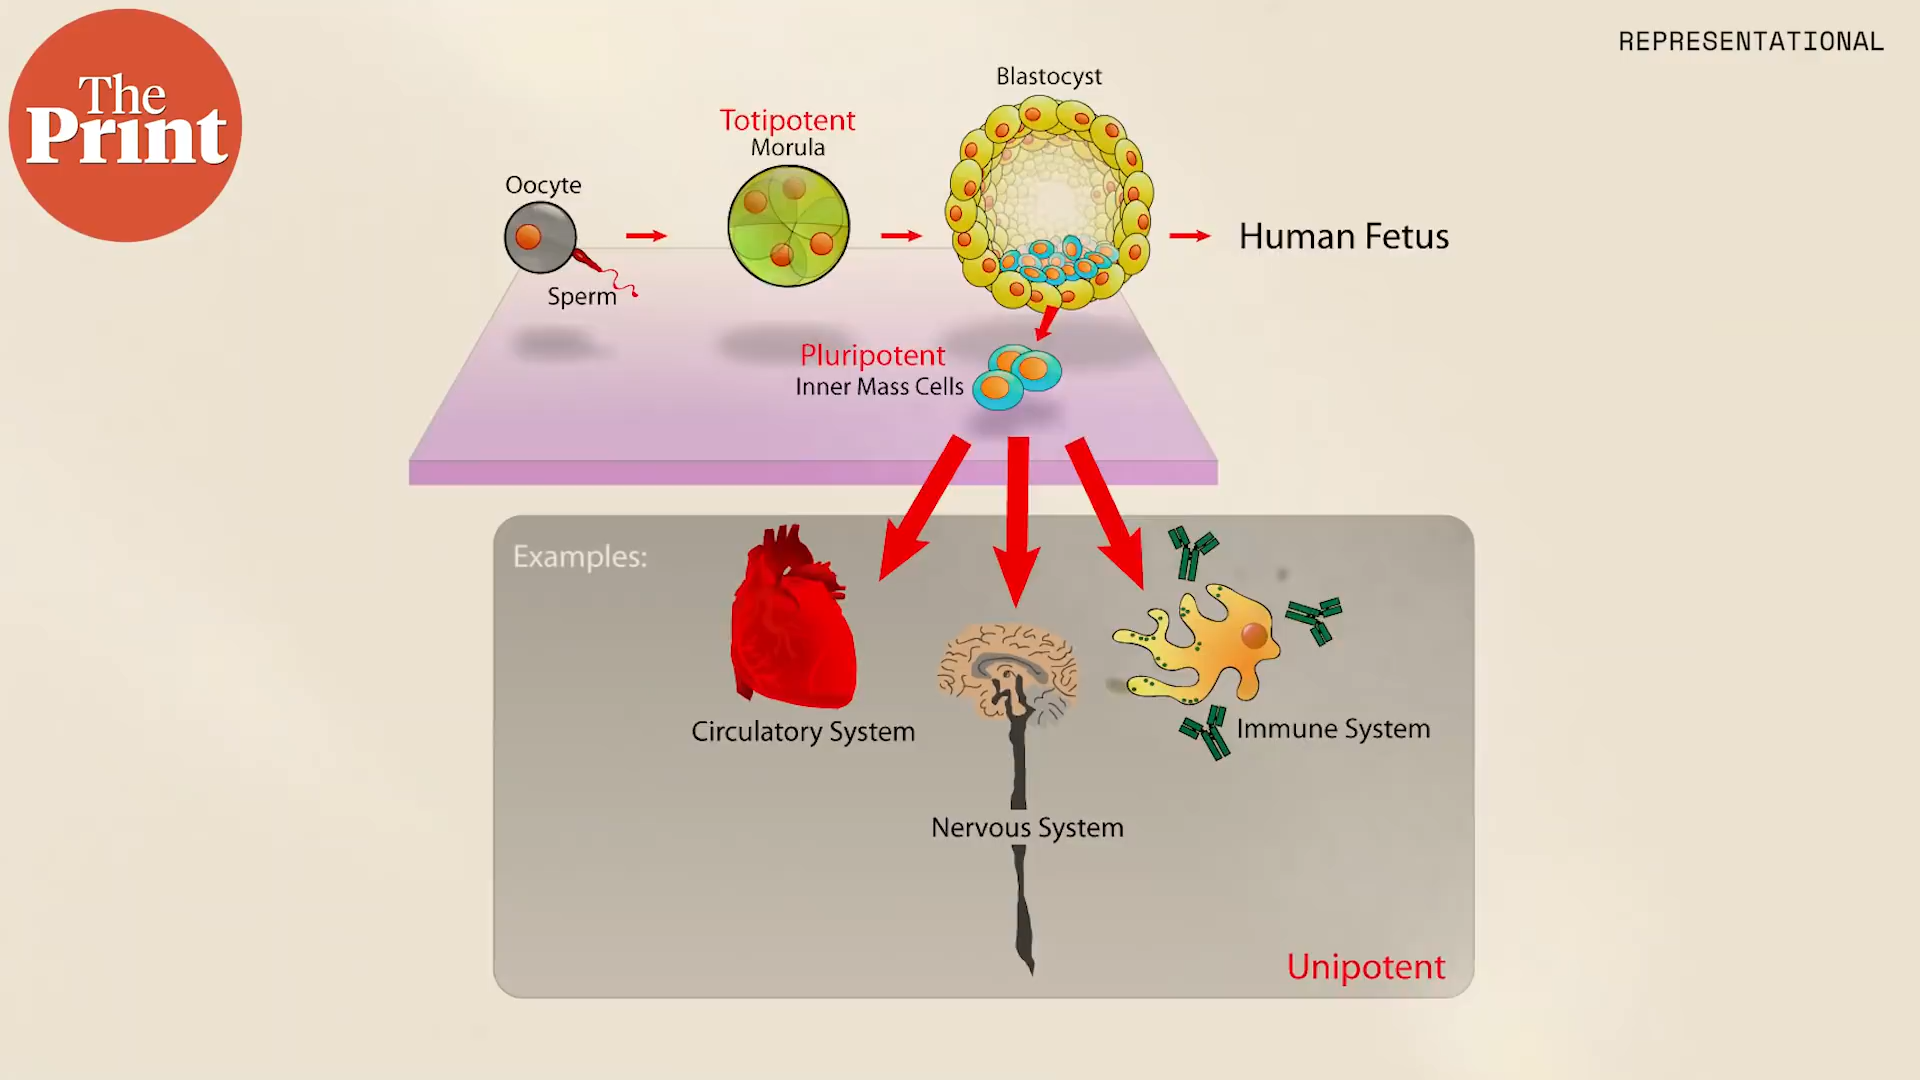 The
Print
REPRESENTATIONAL
Blastocyst
Totipotent
Morula
Oocyte
Sperm
Human Fetus
Pluripotent
Inner Mass Cells
Examples:
Circulatory System
Immune System
Nervous System
Unipotent